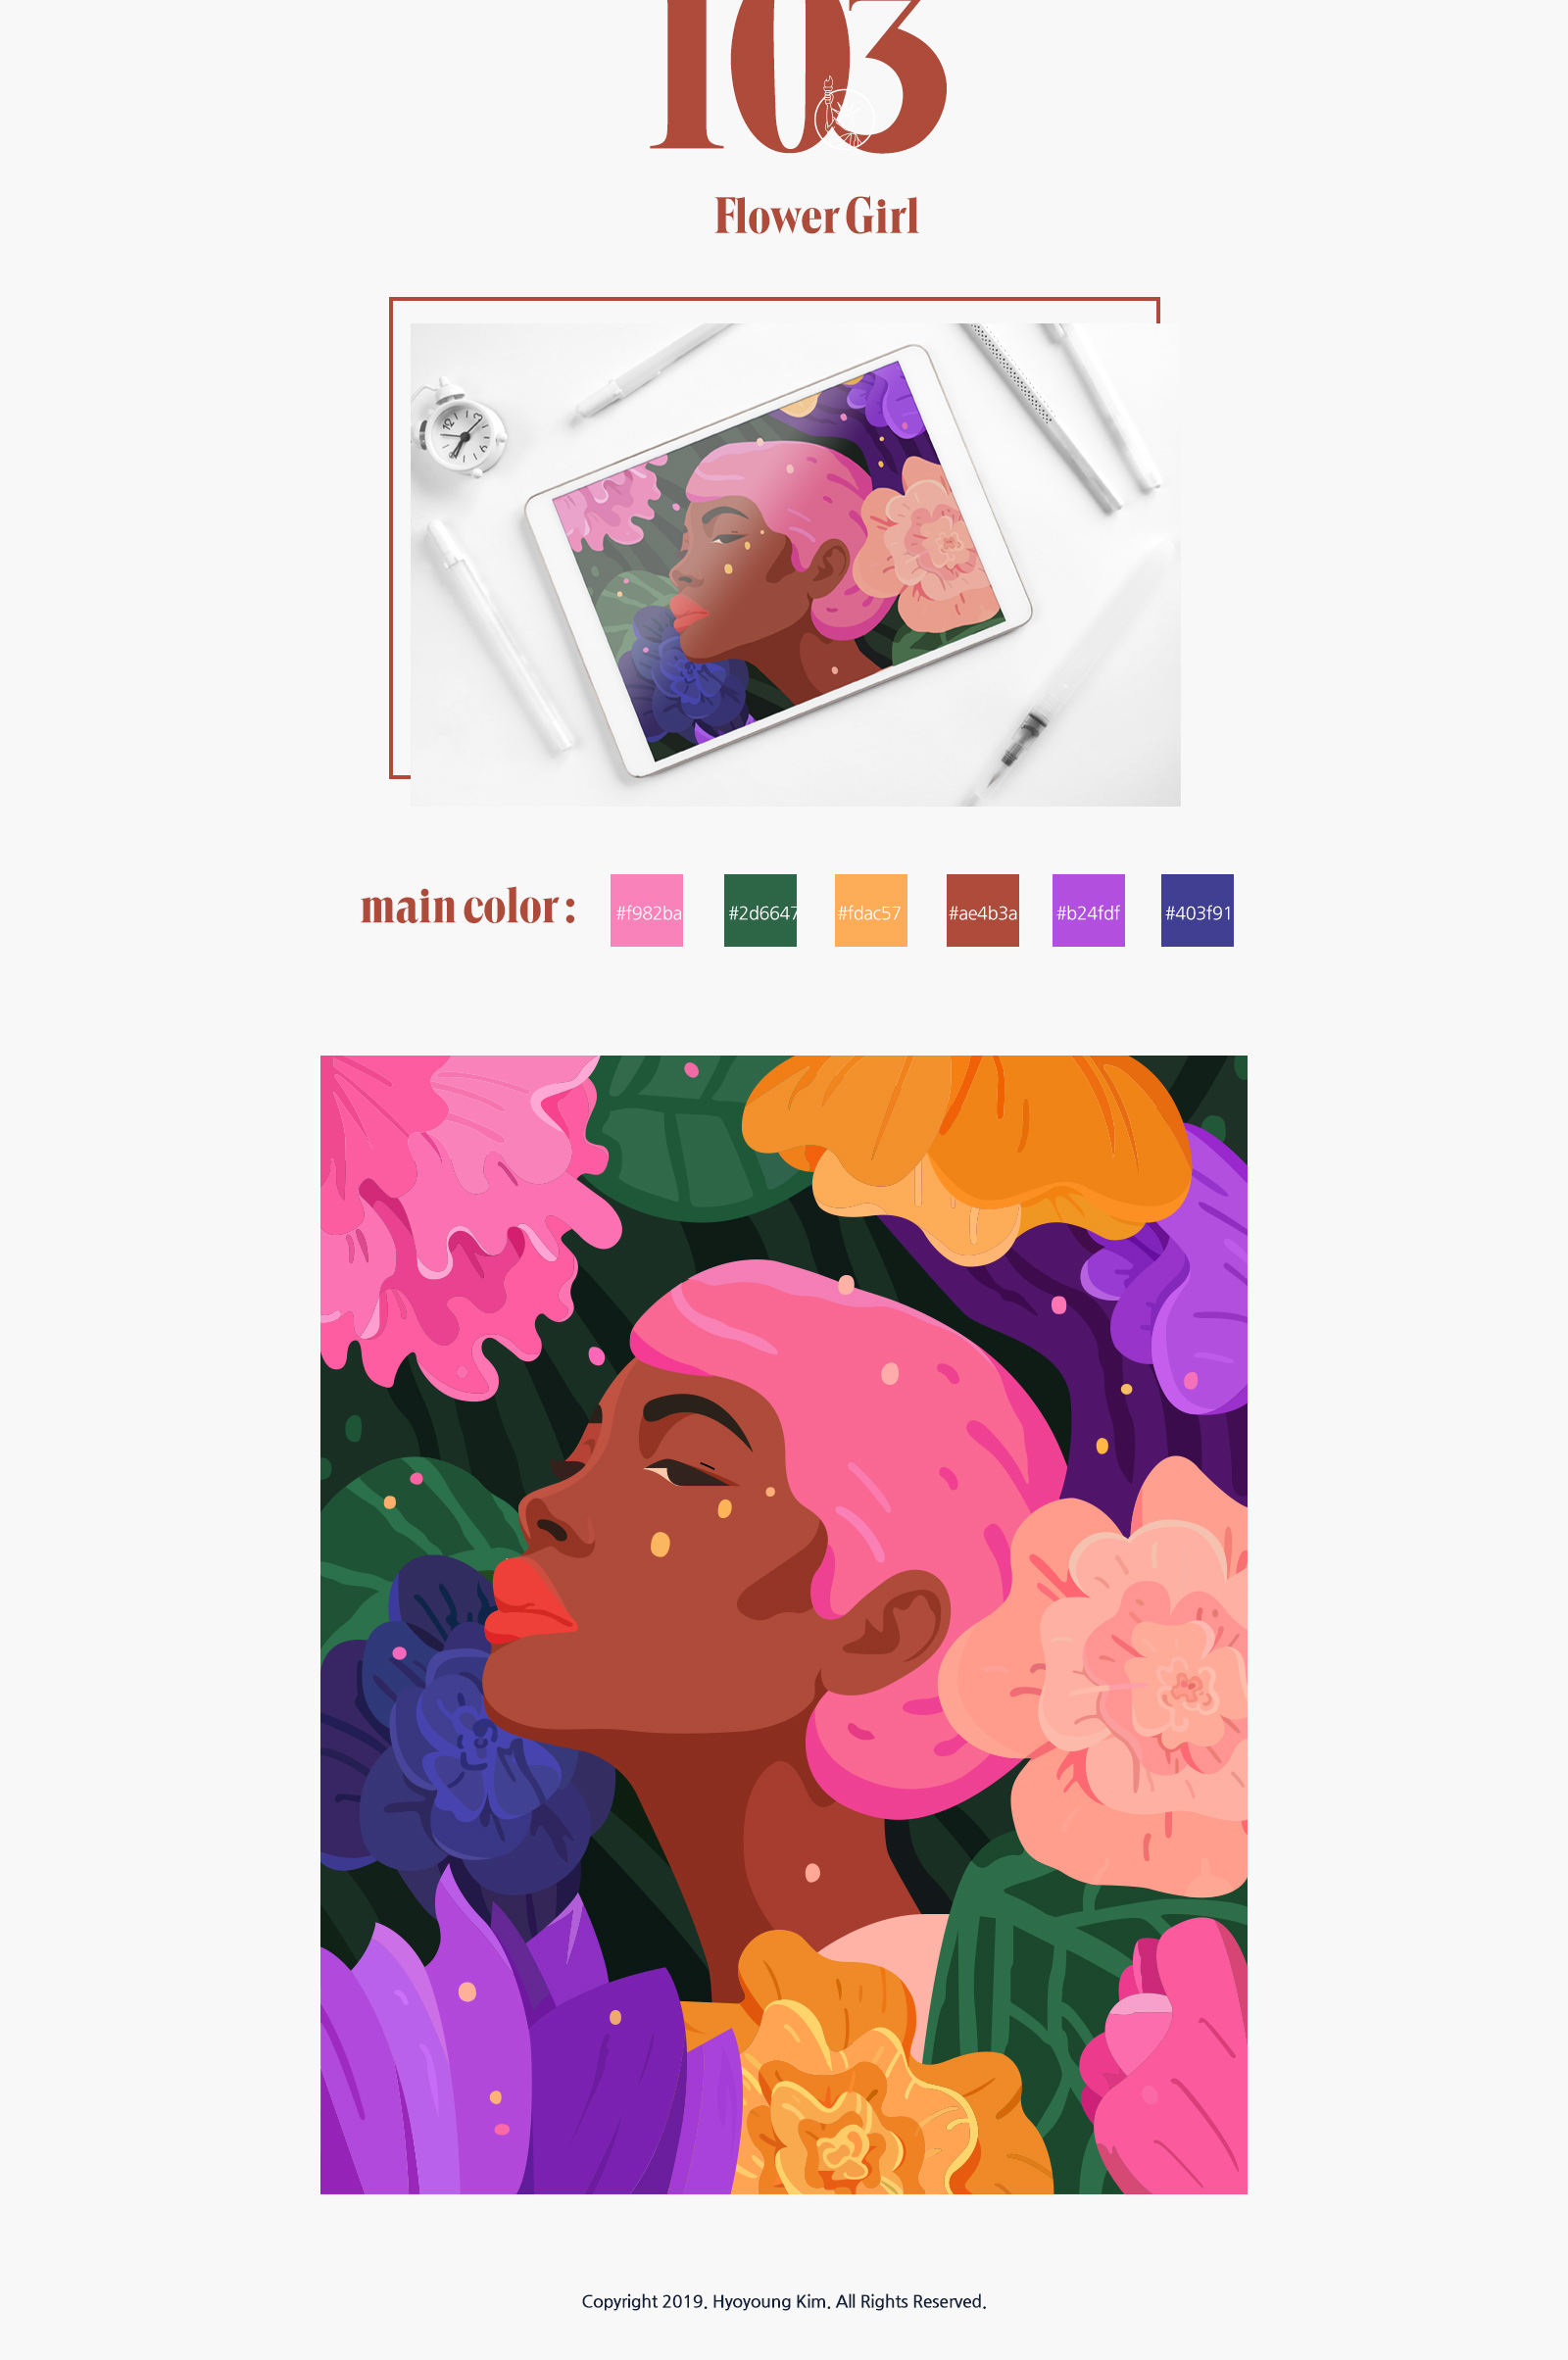 103
Flower Girl
main color :
#f982ba
#2d6647
#fdac57
#ae4b3a
#b24fdf
#403f91
Copyright 2019. Hyoyoung Kim. All Rights Reserved.